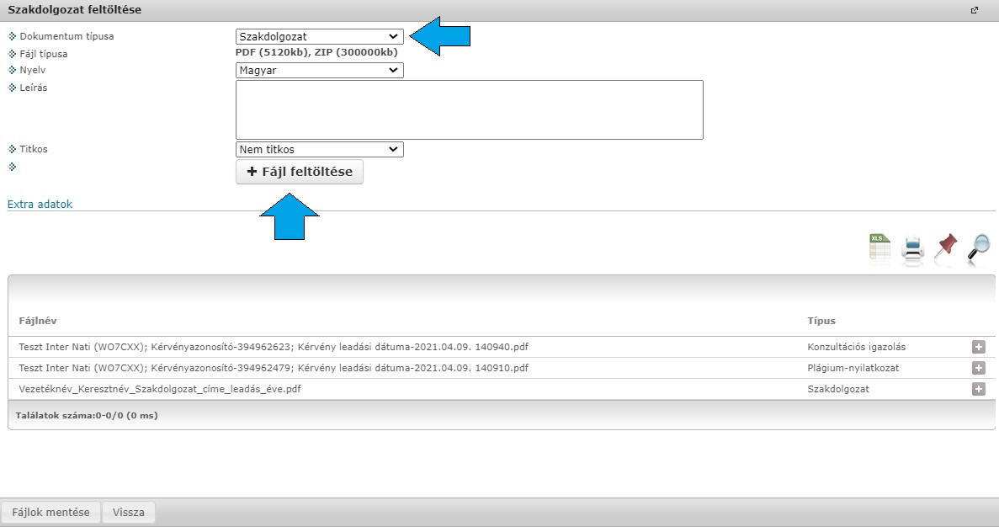 Szakdolgozat feltöltése
Dokumentum típusa Szakdolgozat
Fájl típusa PDF (5120kb), ZIP (300000kb)
Nyelv Magyar
Leírás
Titkos Nem titkos
+ Fájl feltöltése
Extra adatok
XLS
Fájlnév Típus
Teszt Inter Nati (WO7CXX); Kérvényazonosító-394962623; Kérvény leadási dátuma-2021.04.09. 140940.pdf Konzultációs igazolás
Teszt Inter Nati (WO7CXX); Kérvényazonosító-394962479; Kérvény leadási dátuma-2021.04.09. 140910.pdf Plágium-nyilatkozat
Vezetéknév_Keresztnév_Szakdolgozat_címe_leadás_éve.pdf Szakdolgozat
Találatok száma:0-0/0 (0 ms)
Fájlok mentése Vissza